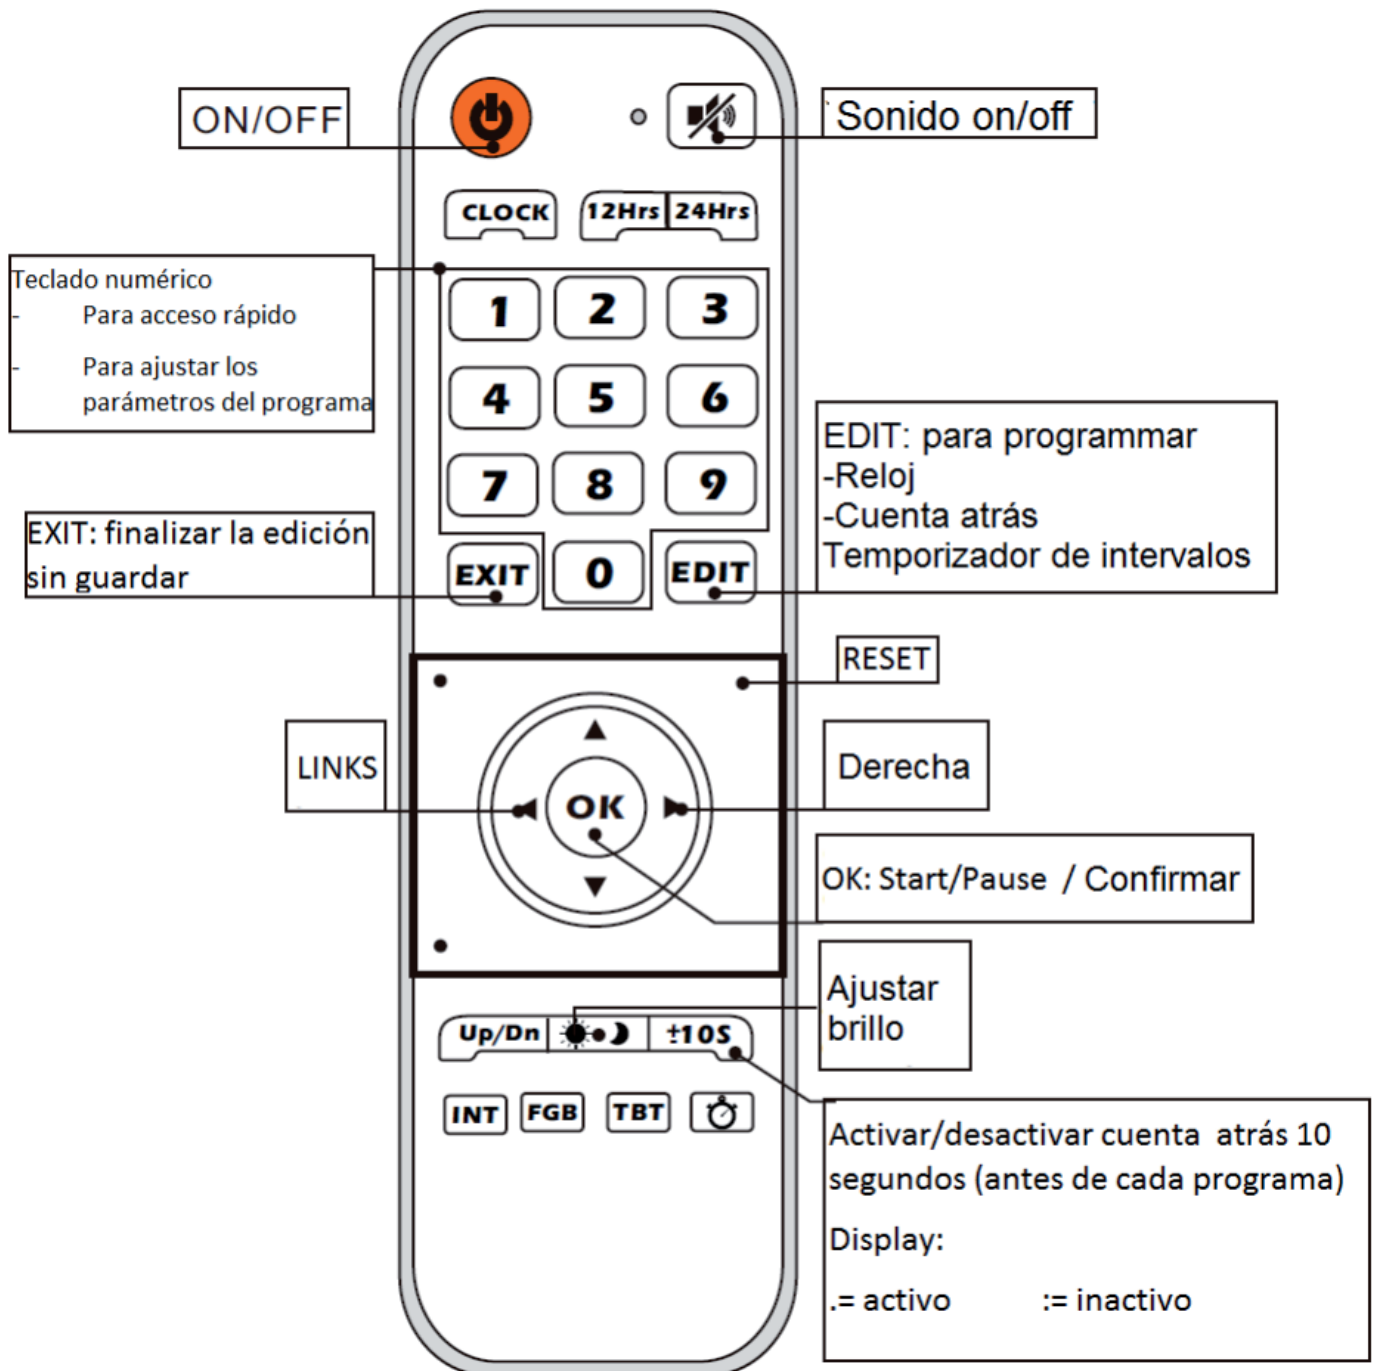 ON/OFF
Sonido on/off
CLOCK
12Hrs 24Hrs
Teclado numérico
- Para acceso rápido
- Para ajustar los
parámetros del programa
1 2 3
4 5 6
7 8 9
EXIT 0 EDIT
EDIT: para programmar
-Reloj
-Cuenta atrás
Temporizador de intervalos
EXIT: finalizar la edición
sin guardar
RESET
LINKS
OK
Derecha
OK: Start/Pause / Confirmar
Ajustar
brillo
Up/Dn ±10S
INT FGB TBT
Activar/desactivar cuenta atrás 10
segundos (antes de cada programa)
Display:
.= activo := inactivo